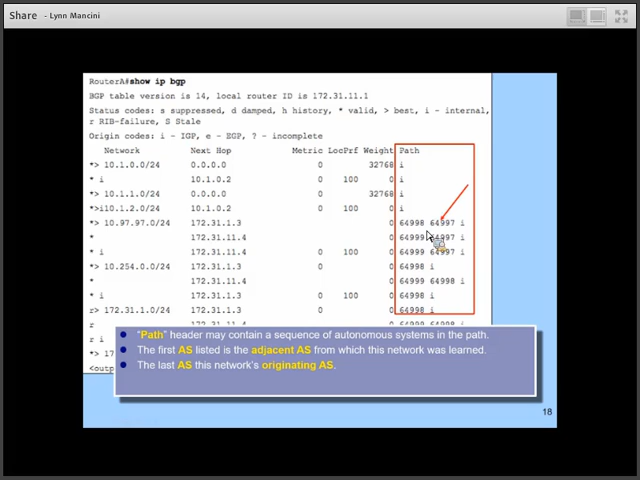 Share - Lynn Mancini
RouterA#show ip bgp
BGP table version is 14, local router ID is 172.31.11.1
Status codes: s suppressed, d damped, h history, * valid, > best, i - internal,
r RIB-failure, S Stale
Origin codes: i - IGP, e - EGP, ? - incomplete
Network Next Hop Metric LocPrf Weight Path
*> 10.1.0.0/24 0.0.0.0 0 32768 i
* i 10.1.0.2 0 100 0 i
*> 10.1.1.0/24 0.0.0.0 0 32768 i
*>i10.1.2.0/24 10.1.0.2 0 100 0 i
*> 10.97.97.0/24 172.31.1.3 0 64998 64997 i
* 172.31.11.4 0 64999 64997 i
* i 172.31.11.4 0 100 0 64999 64997 i
*> 10.254.0.0/24 172.31.1.3 0 0 64998 i
* 172.31.11.4 0 64999 64998 i
* i 172.31.1.3 0 100 0 64998 i
r> 172.31.1.0/24 172.31.1.3 0 0 64998 i
r
r i
*> 17
<outp
"Path" header may contain a sequence of autonomous systems in the path.
The first AS listed is the adjacent AS from which this network was learned.
The last AS this network's originating AS.
18